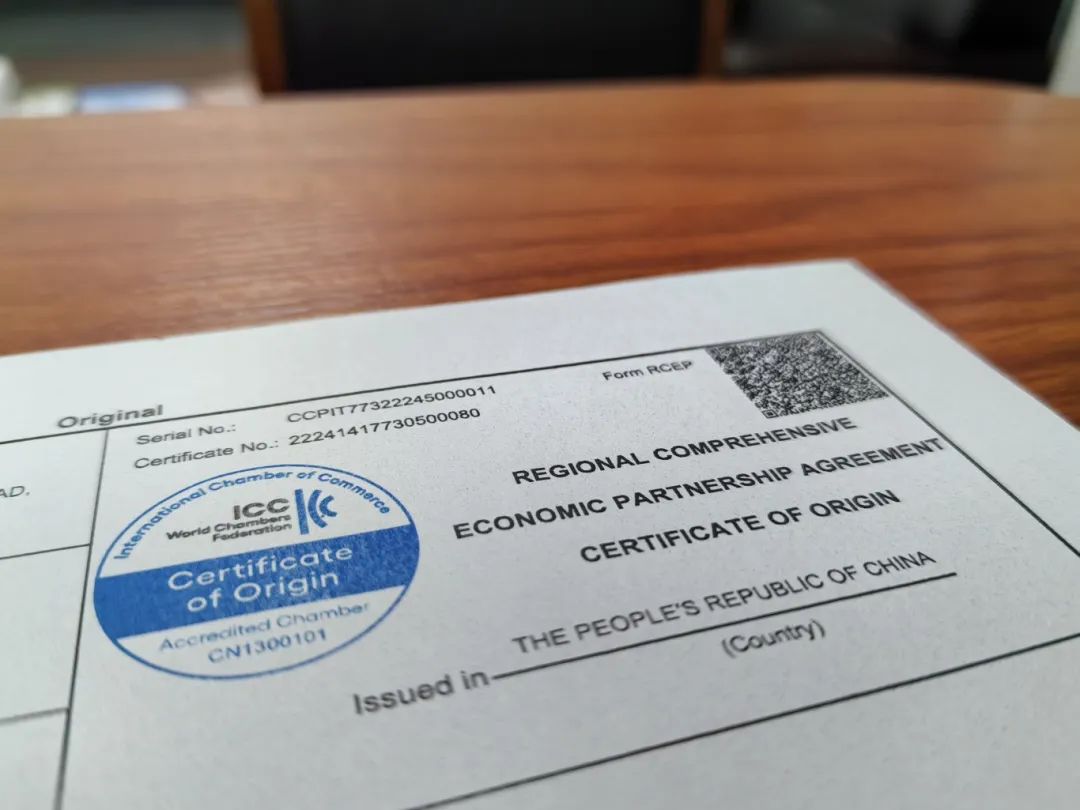 Original
AD,
Serial No.: CCPIT77322245000011
Certificate No.: 22241417730500080
Form RCEP
International Chamber of Commerce
ICC
World Chambers
Federation
Certificate
of Origin
Accredited Chamber
CN1300101
REGIONAL COMPREHENSIVE
ECONOMIC PARTNERSHIP AGREEMENT
CERTIFICATE OF ORIGIN
Issued in THE PEOPLE'S REPUBLIC OF CHINA
(Country)